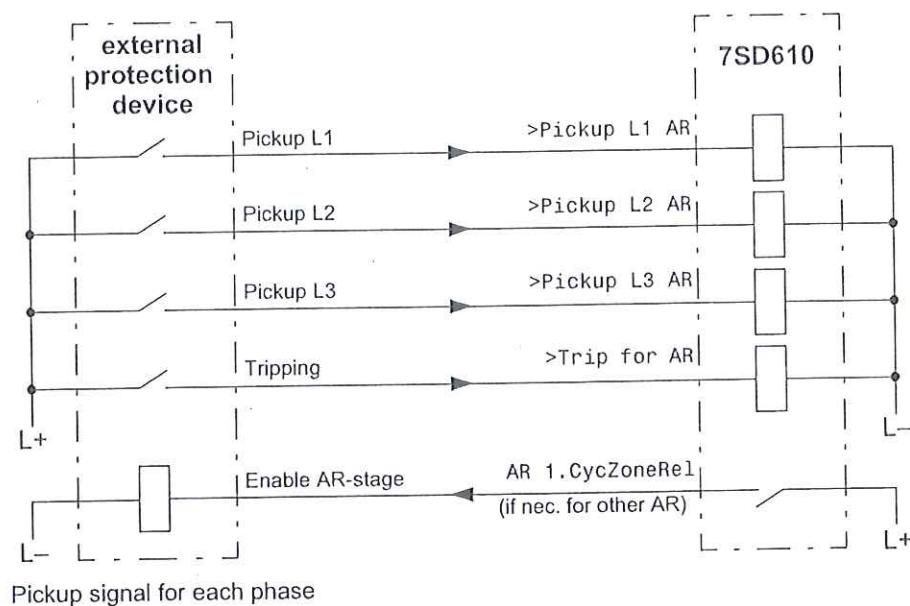 external
protection
device
7SD610
Pickup L1
>Pickup L1 AR
Pickup L2
>Pickup L2 AR
Pickup L3
>Pickup L3 AR
Tripping
>Trip for AR
L+
L–
Enable AR-stage
AR 1.CycZoneRel
(if nec. for other AR)
L–
L+
Pickup signal for each phase